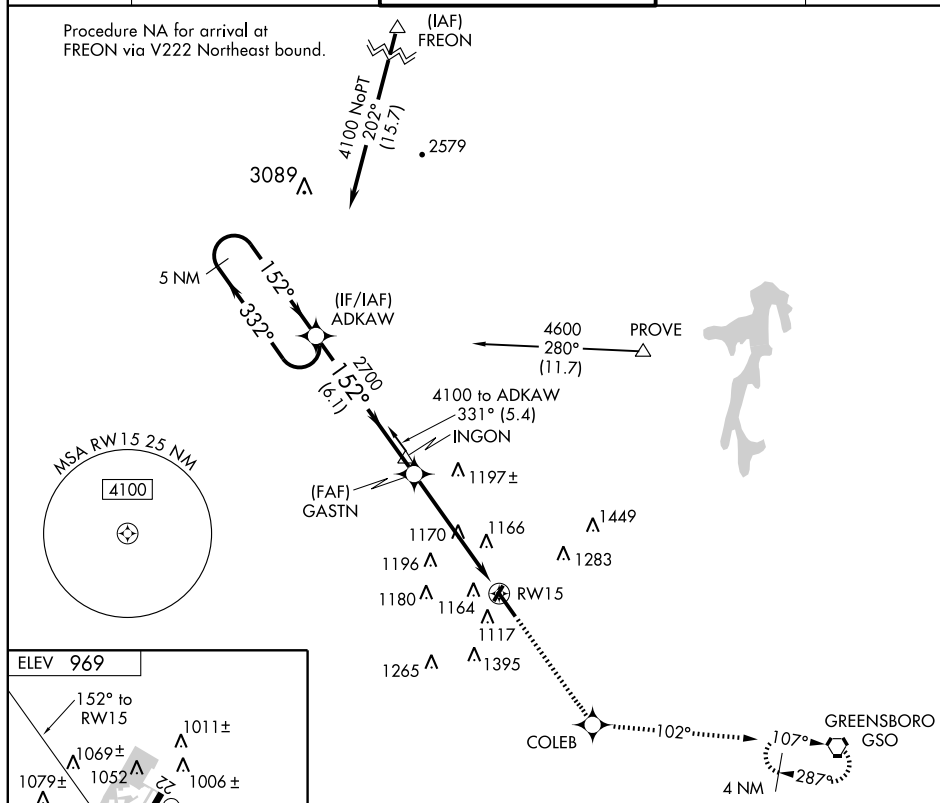 Procedure NA for arrival at
FREON via V222 Northeast bound.
(IAF)
FREON
4100 NoPT
202°
(15.7)
2579
3089
5 NM
152°
332°
(IF/IAF)
ADKAW
4600
280°
(11.7)
PROVE
2700
152°
(6.1)
4100 to ADKAW
331° (5.4)
INGON
MSA RW15 25 NM
4100
(FAF)
GASTN
1197±
1449
1170
1166
1283
1196
1180
1164
RW15
1117
1265
1395
ELEV 969
152° to
RW15
1011±
1069±
1052
1006±
1079±
22
COLEB
102°
GREENSBORO
GSO
107°
287°
4 NM